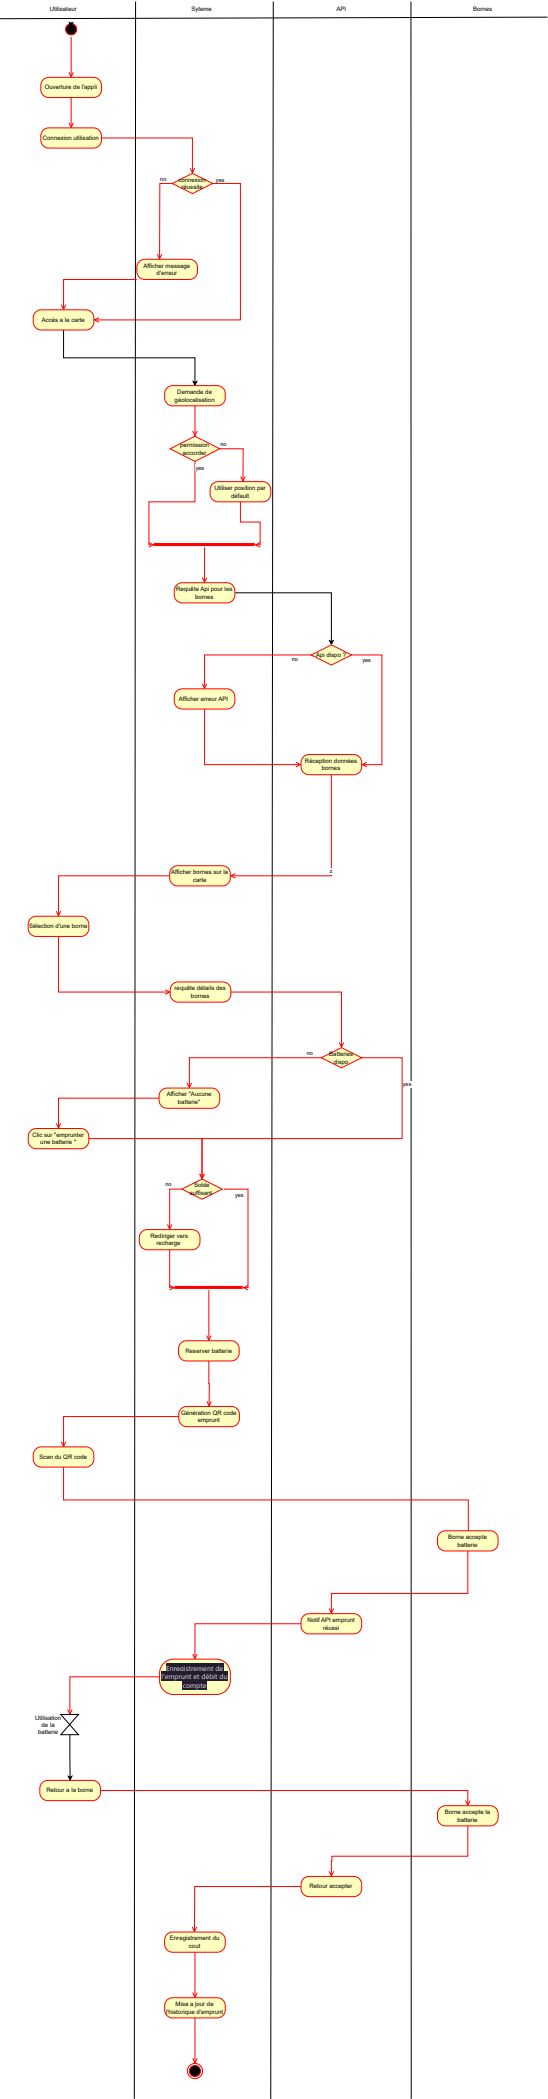 Utilisateur
Syteme
API
Bornes
Ouverture de l'appli
Connexion utilisation
connexion
réussite
no
yes
Afficher message
d'erreur
Accès a la carte
Demande de
géolocalisation
permission
accorder
no
yes
Utiliser position par
défault
Requête Api pour les
bornes
Api dispo ?
no
yes
Afficher erreur API
Réception données
bornes
z
Afficher bornes sur la
carte
Sélection d'une borne
requête détails des
bornes
Batteries
dispo
no
yes
Afficher "Aucune
batterie"
Clic sur "emprunter
une batterie "
Solde
suffisant
no
yes
Rediriger vers
recharge
Reserver batterie
Génération QR code
emprunt
Scan du QR code
Borne accepte
batterie
Notif API emprunt
réussi
Enregistrement de
l'emprunt et débit du
compte
Utilisation
de la
batterie
Retour a la borne
Borne accepte la
batterie
Retour accepter
Enregistrement du
cout
Misa a jour de
l'historique d'emprunt